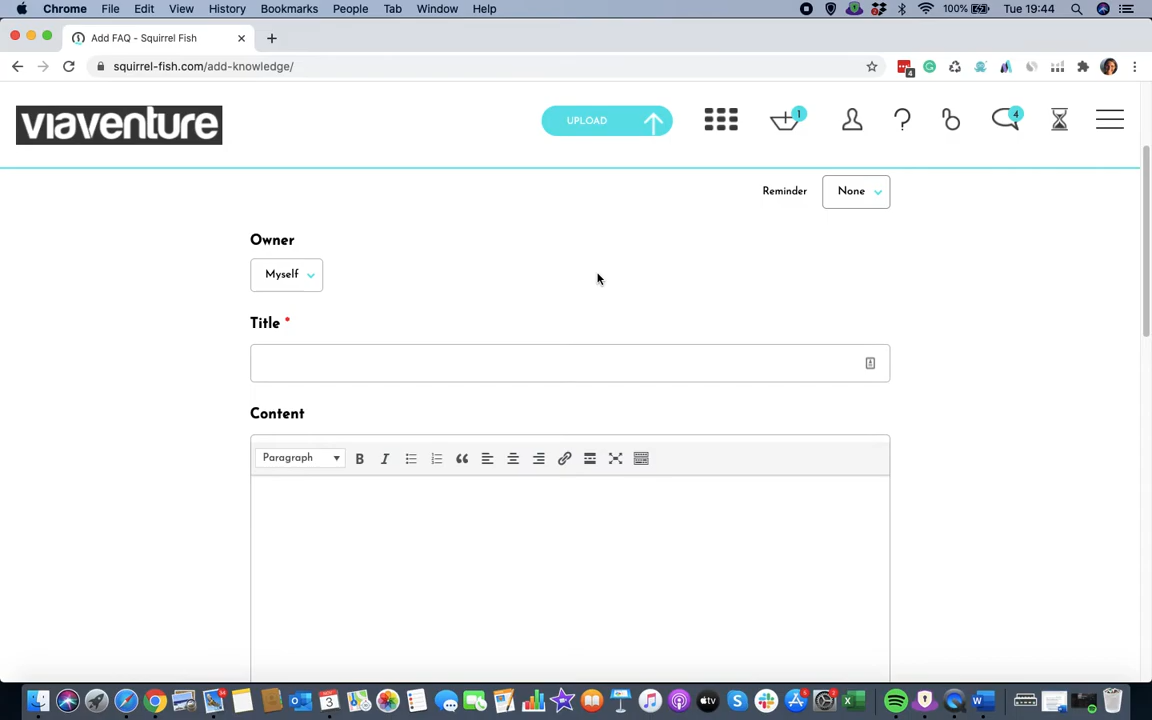 Chrome File Edit View History Bookmarks People Tab Window Help 100% Tue 19:44
Add FAQ - Squirrel Fish
squirrel-fish.com/add-knowledge/
4
viaventure
UPLOAD
1
4
Reminder None
Owner
Myself
Title *
Content
Paragraph B I